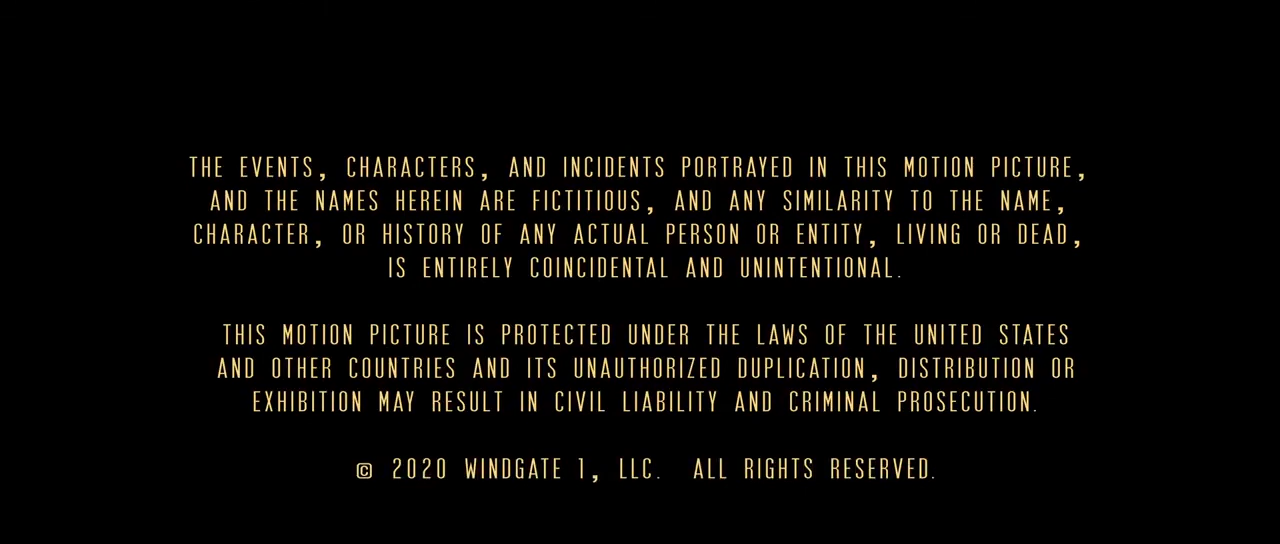 THE EVENTS, CHARACTERS, AND INCIDENTS PORTRAYED IN THIS MOTION PICTURE,
AND THE NAMES HEREIN ARE FICTITIOUS, AND ANY SIMILARITY TO THE NAME,
CHARACTER, OR HISTORY OF ANY ACTUAL PERSON OR ENTITY, LIVING OR DEAD,
IS ENTIRELY COINCIDENTAL AND UNINTENTIONAL.
THIS MOTION PICTURE IS PROTECTED UNDER THE LAWS OF THE UNITED STATES
AND OTHER COUNTRIES AND ITS UNAUTHORIZED DUPLICATION, DISTRIBUTION OR
EXHIBITION MAY RESULT IN CIVIL LIABILITY AND CRIMINAL PROSECUTION.
© 2020 WINDGATE 1, LLC. ALL RIGHTS RESERVED.